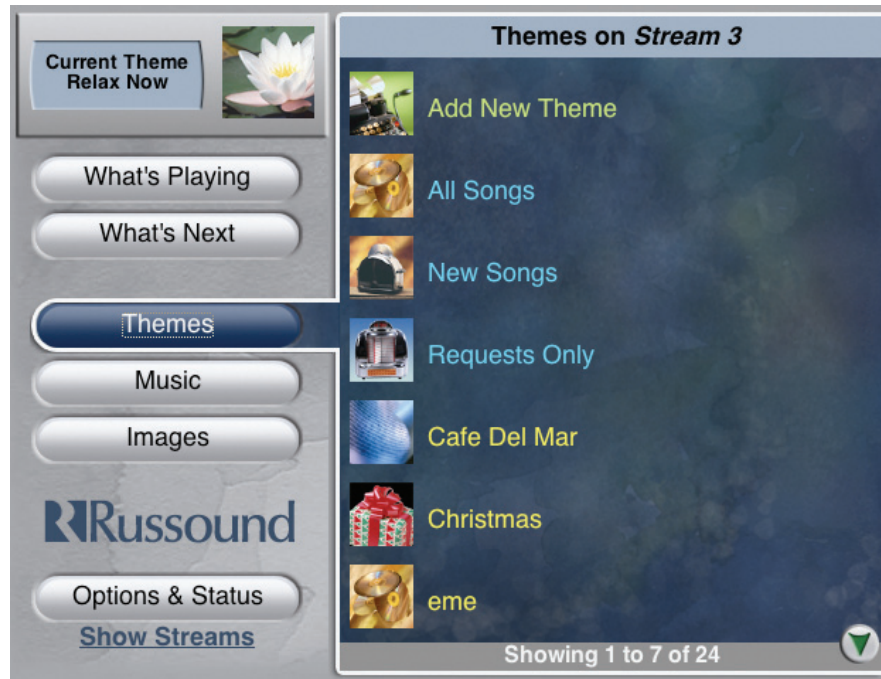 Current Theme
Relax Now
What's Playing
What's Next
Themes
Music
Images
Russound
Options & Status
Show Streams
Themes on Stream 3
Add New Theme
All Songs
New Songs
Requests Only
Cafe Del Mar
Christmas
eme
Showing 1 to 7 of 24